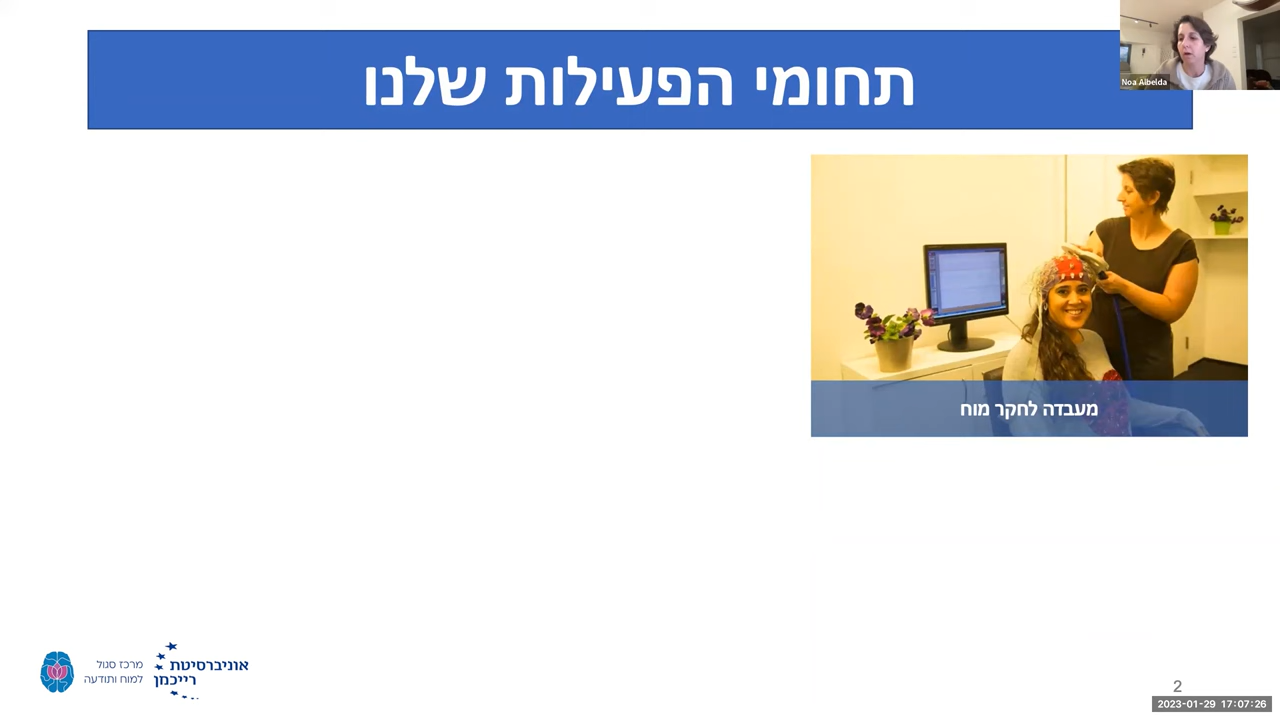 תחומי הפעילות שלנו
Noa Aibelda
מעבדה לחקר מוח
אוניברסיטת
רייכמן
מרכז סגול
למוח ותודעה
2
2023-01-29 17:07:26